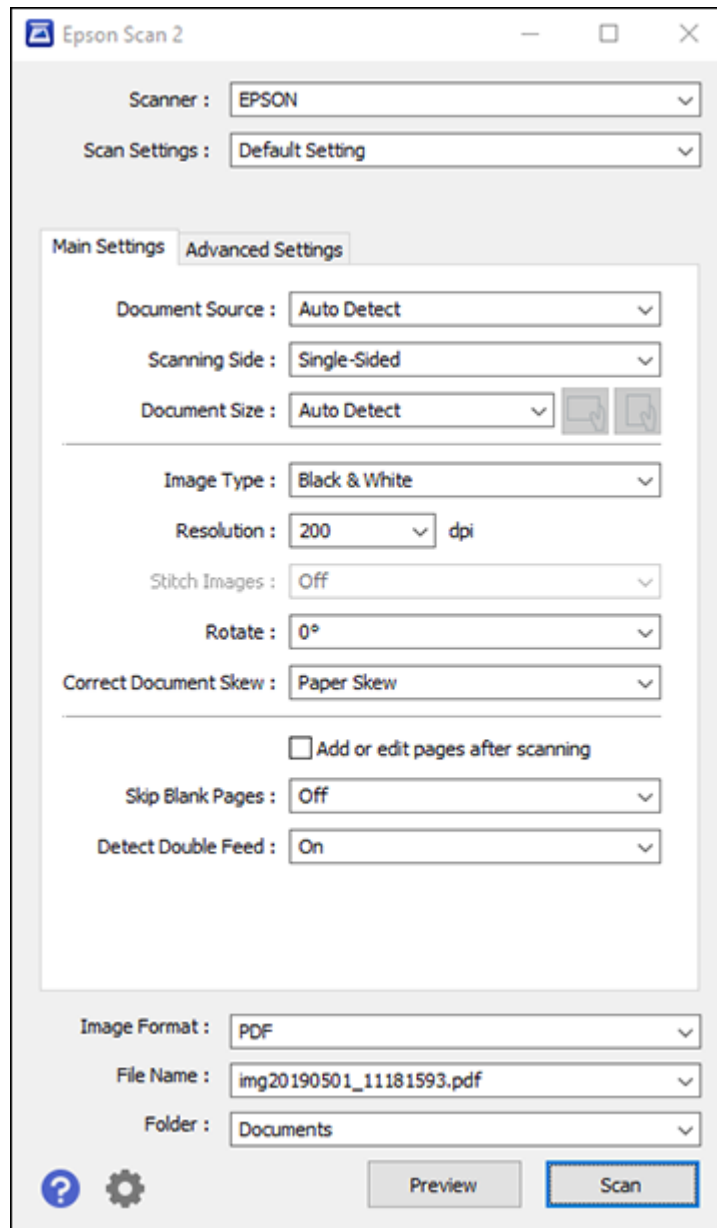 Epson Scan 2
Scanner : EPSON
Scan Settings : Default Setting
Main Settings Advanced Settings
Document Source : Auto Detect
Scanning Side : Single-Sided
Document Size : Auto Detect
Image Type : Black & White
Resolution : 200 dpi
Stitch Images : Off
Rotate : 0°
Correct Document Skew : Paper Skew
Add or edit pages after scanning
Skip Blank Pages : Off
Detect Double Feed : On
Image Format : PDF
File Name : img20190501_11181593.pdf
Folder : Documents
? Preview Scan